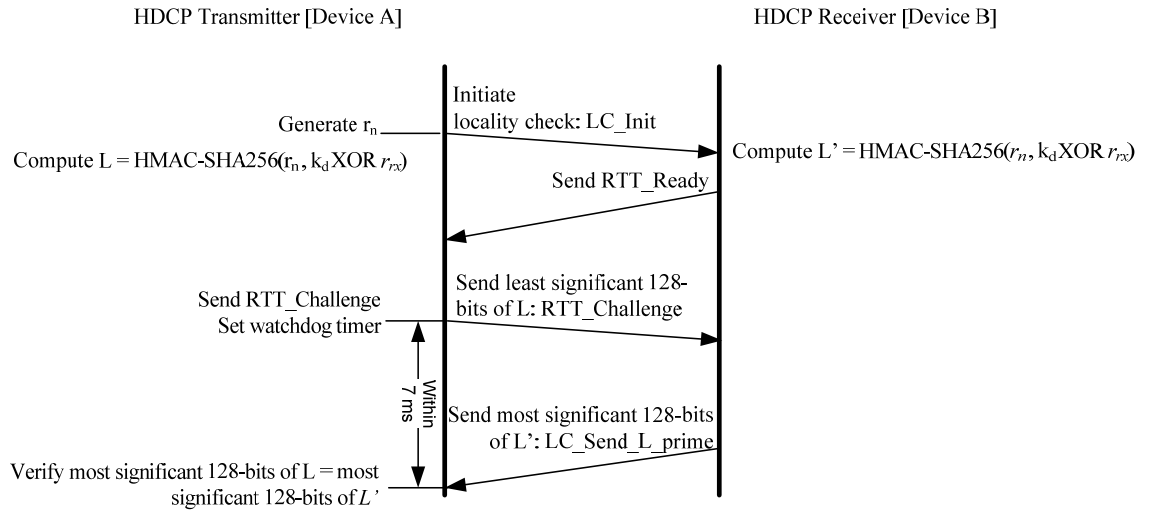 HDCP Transmitter [Device A]
HDCP Receiver [Device B]
Initiate
locality check: LC_Init
Generate rn
Compute L = HMAC-SHA256(rn, kd XOR rrx)
Compute L’ = HMAC-SHA256(rn, kd XOR rrx)
Send RTT_Ready
Send least significant 128-
bits of L: RTT_Challenge
Send RTT_Challenge
Set watchdog timer
Within
7 ms
Send most significant 128-bits
of L’: LC_Send_L_prime
Verify most significant 128-bits of L = most
significant 128-bits of L’